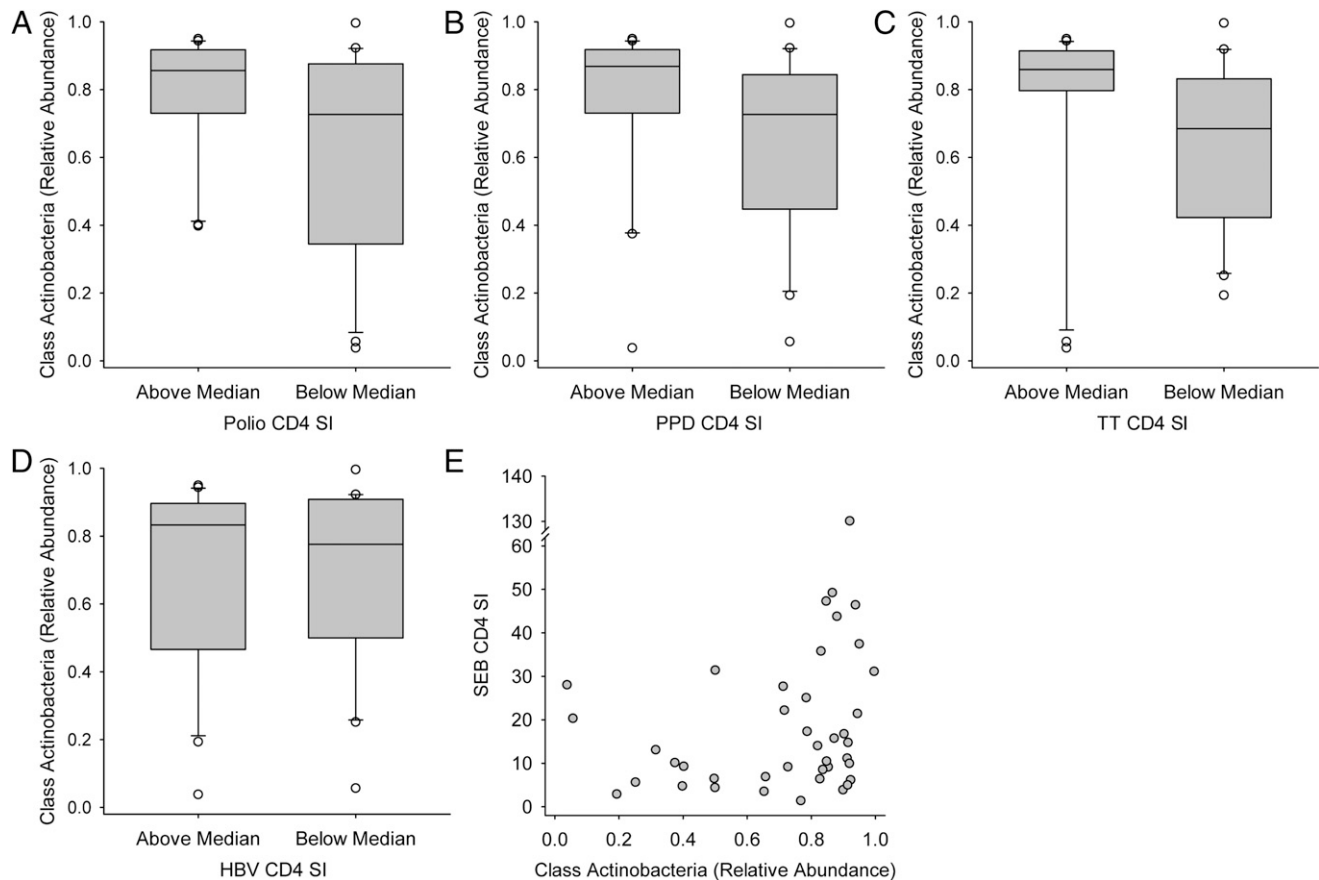 A
Class Actinobacteria (Relative Abundance)
1.0
0.8
0.6
0.4
0.2
0.0
Above Median Below Median
Polio CD4 SI
B
Class Actinobacteria (Relative Abundance)
1.0
0.8
0.6
0.4
0.2
0.0
Above Median Below Median
PPD CD4 SI
C
Class Actinobacteria (Relative Abundance)
1.0
0.8
0.6
0.4
0.2
0.0
Above Median Below Median
TT CD4 SI
D
Class Actinobacteria (Relative Abundance)
1.0
0.8
0.6
0.4
0.2
0.0
Above Median Below Median
HBV CD4 SI
E
SEB CD4 SI
140
130
60
50
40
30
20
10
0
0.0 0.2 0.4 0.6 0.8 1.0
Class Actinobacteria (Relative Abundance)